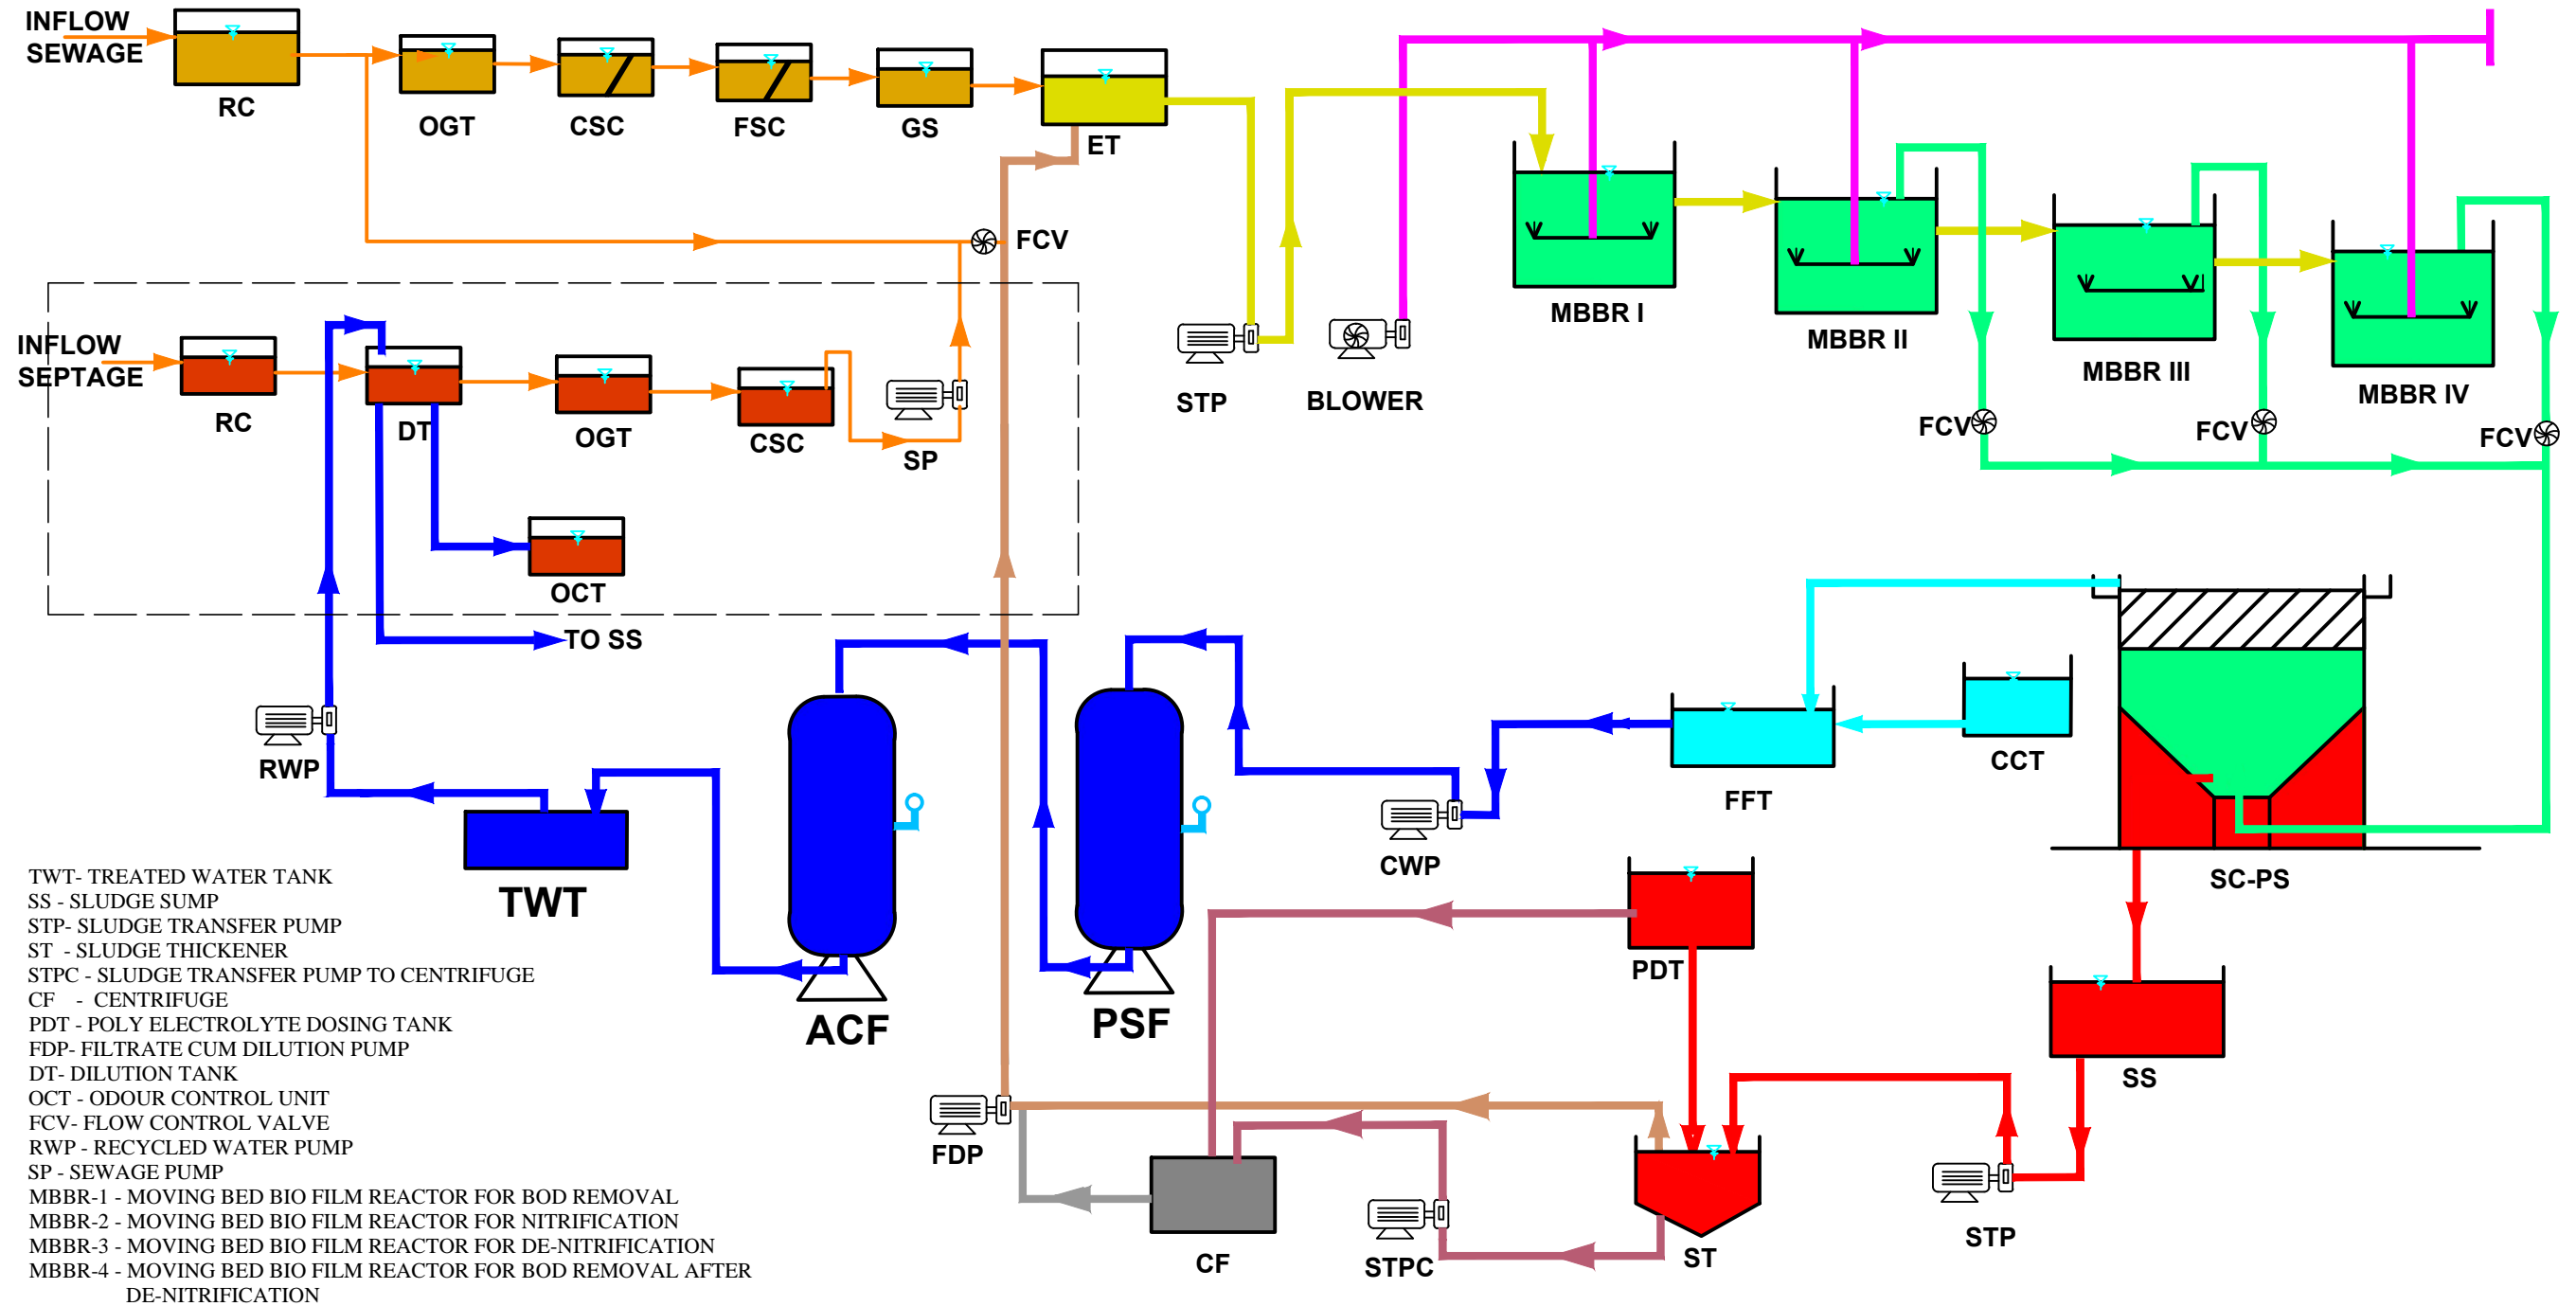 INFLOW
SEWAGE
RC
OGT
CSC
FSC
GS
ET
FCV
INFLOW
SEPTAGE
RC
DT
OGT
CSC
SP
OCT
TO SS
STP
BLOWER
MBBR I
MBBR II
MBBR III
MBBR IV
FCV
FCV
FCV
RWP
TWT
ACF
PSF
CWP
FFT
CCT
SC-PS
PDT
SS
FDP
CF
STPC
ST
STP
TWT- TREATED WATER TANK
SS - SLUDGE SUMP
STP- SLUDGE TRANSFER PUMP
ST - SLUDGE THICKENER
STPC - SLUDGE TRANSFER PUMP TO CENTRIFUGE
CF - CENTRIFUGE
PDT - POLY ELECTROLYTE DOSING TANK
FDP- FILTRATE CUM DILUTION PUMP
DT- DILUTION TANK
OCT - ODOUR CONTROL UNIT
FCV- FLOW CONTROL VALVE
RWP - RECYCLED WATER PUMP
SP - SEWAGE PUMP
MBBR-1 - MOVING BED BIO FILM REACTOR FOR BOD REMOVAL
MBBR-2 - MOVING BED BIO FILM REACTOR FOR NITRIFICATION
MBBR-3 - MOVING BED BIO FILM REACTOR FOR DE-NITRIFICATION
MBBR-4 - MOVING BED BIO FILM REACTOR FOR BOD REMOVAL AFTER
DE-NITRIFICATION